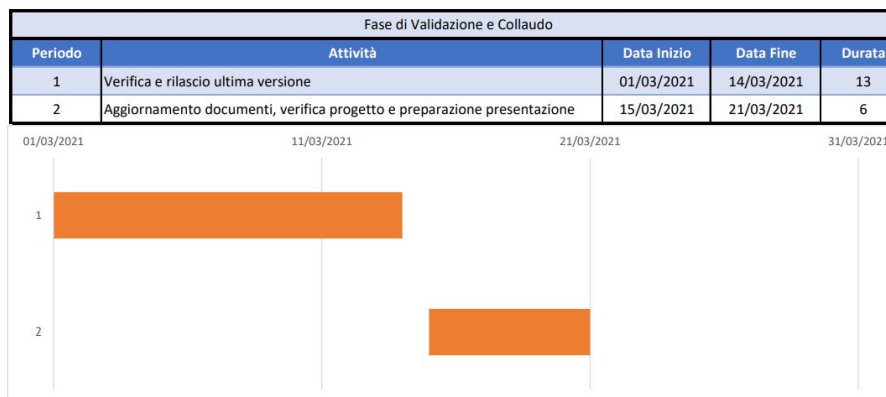 Fase di Validazione e Collaudo
Periodo Attività Data Inizio Data Fine Durata
1 Verifica e rilascio ultima versione 01/03/2021 14/03/2021 13
2 Aggiornamento documenti, verifica progetto e preparazione presentazione 15/03/2021 21/03/2021 6
01/03/2021 11/03/2021 21/03/2021 31/03/2021
1
2